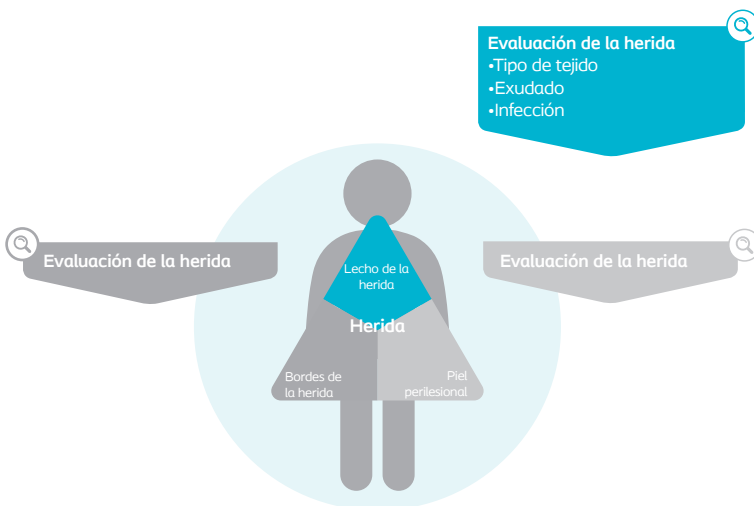 Evaluación de la herida
•Tipo de tejido
•Exudado
•Infección
Evaluación de la herida
Evaluación de la herida
Lecho de la
herida
Herida
Bordes de
la herida
Piel
perilesional